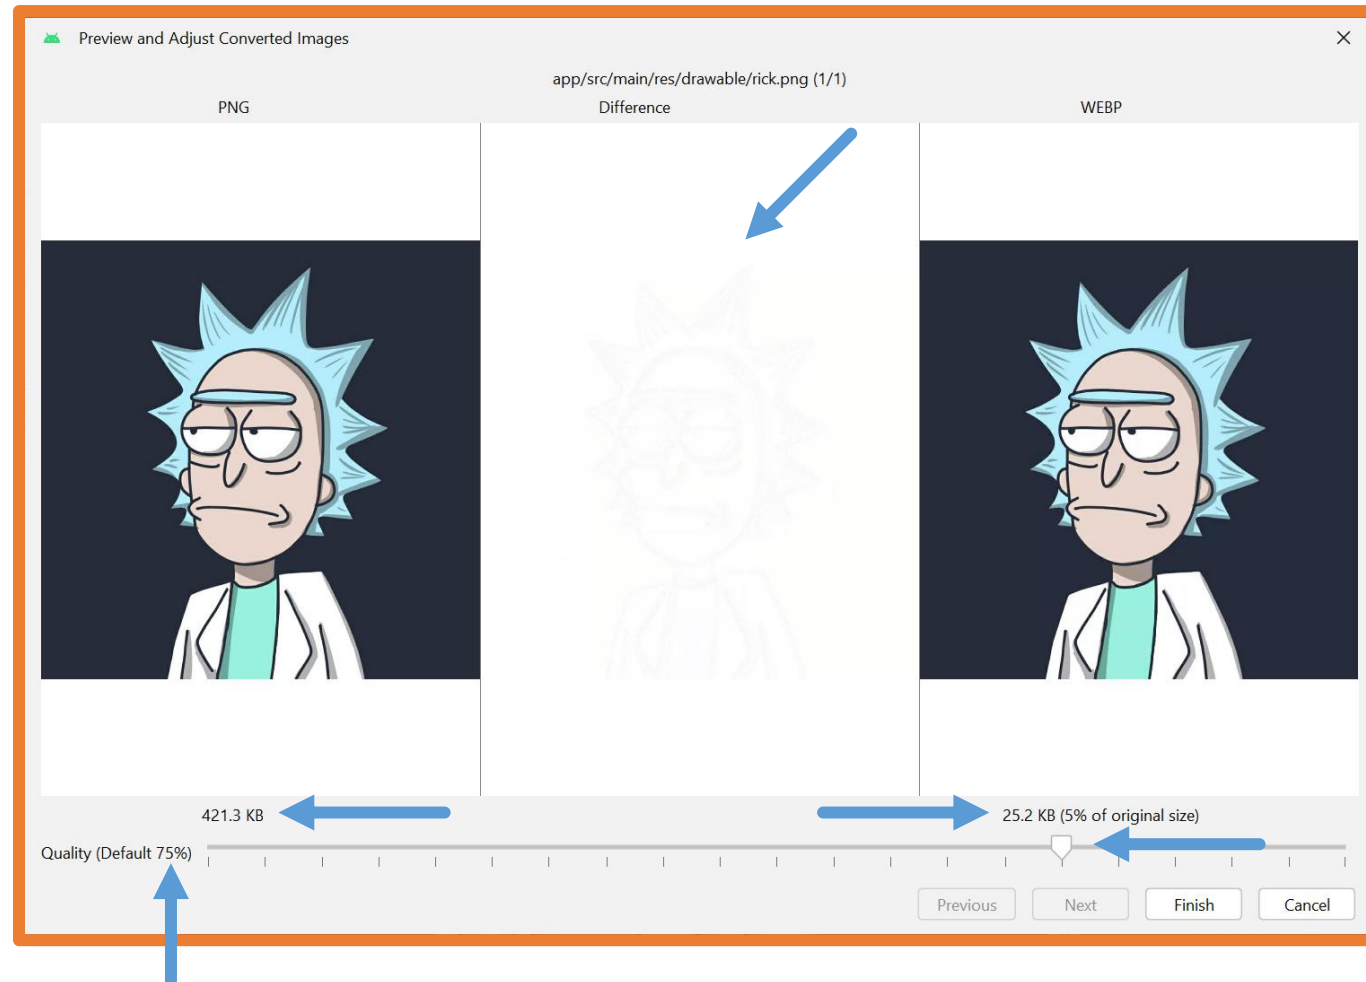 Preview and Adjust Converted Images
app/src/main/res/drawable/rick.png (1/1)
PNG
Difference
WEBP
421.3 KB
25.2 KB (5% of original size)
Quality (Default 75%)
Previous
Next
Finish
Cancel